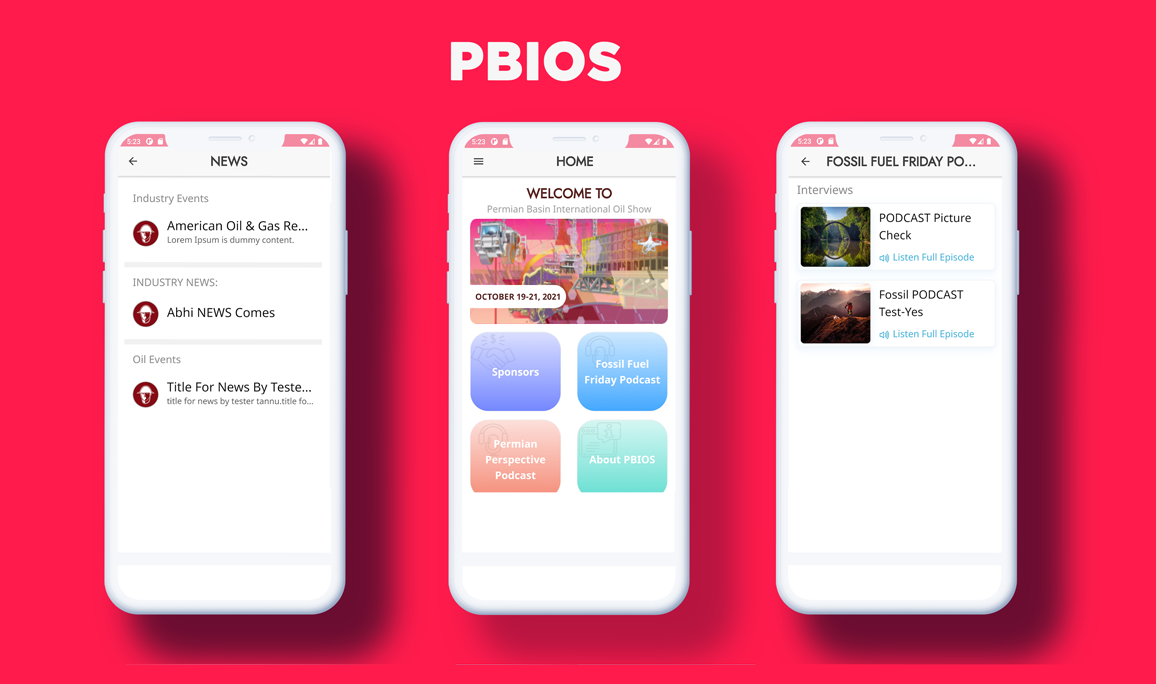 PBIOS
5:23
NEWS
Industry Events
American Oil & Gas Re...
Lorem Ipsum is dummy content.
INDUSTRY NEWS:
Abhi NEWS Comes
Oil Events
Title For News By Teste...
title for news by tester tannu.title fo...
5:23
HOME
WELCOME TO
Permian Basin International Oil Show
OCTOBER 19-21, 2021
Sponsors
Fossil Fuel
Friday Podcast
Permian
Perspective
Podcast
About PBIOS
5:23
FOSSIL FUEL FRIDAY PO...
Interviews
PODCAST Picture
Check
Listen Full Episode
Fossil PODCAST
Test-Yes
Listen Full Episode